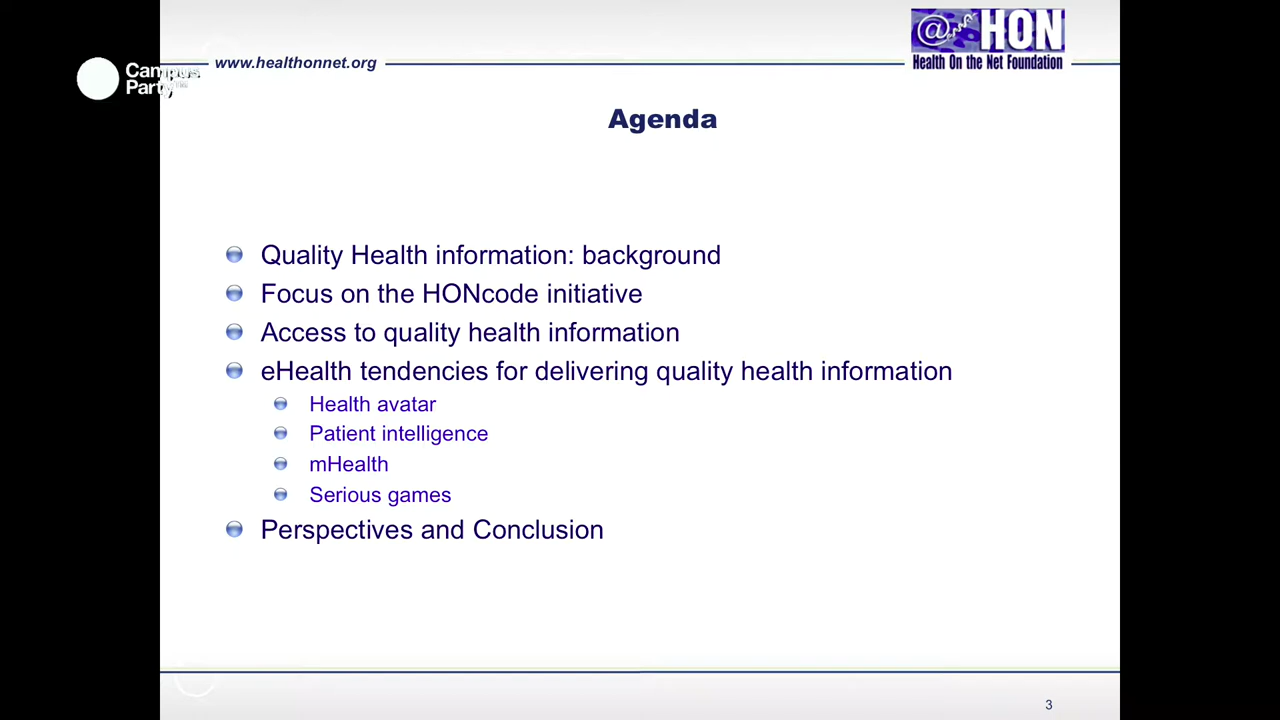 www.healthonnet.org
@ HON
Health On the Net Foundation
Campus
Party
Agenda
Quality Health information: background
Focus on the HONcode initiative
Access to quality health information
eHealth tendencies for delivering quality health information
Health avatar
Patient intelligence
mHealth
Serious games
Perspectives and Conclusion
3